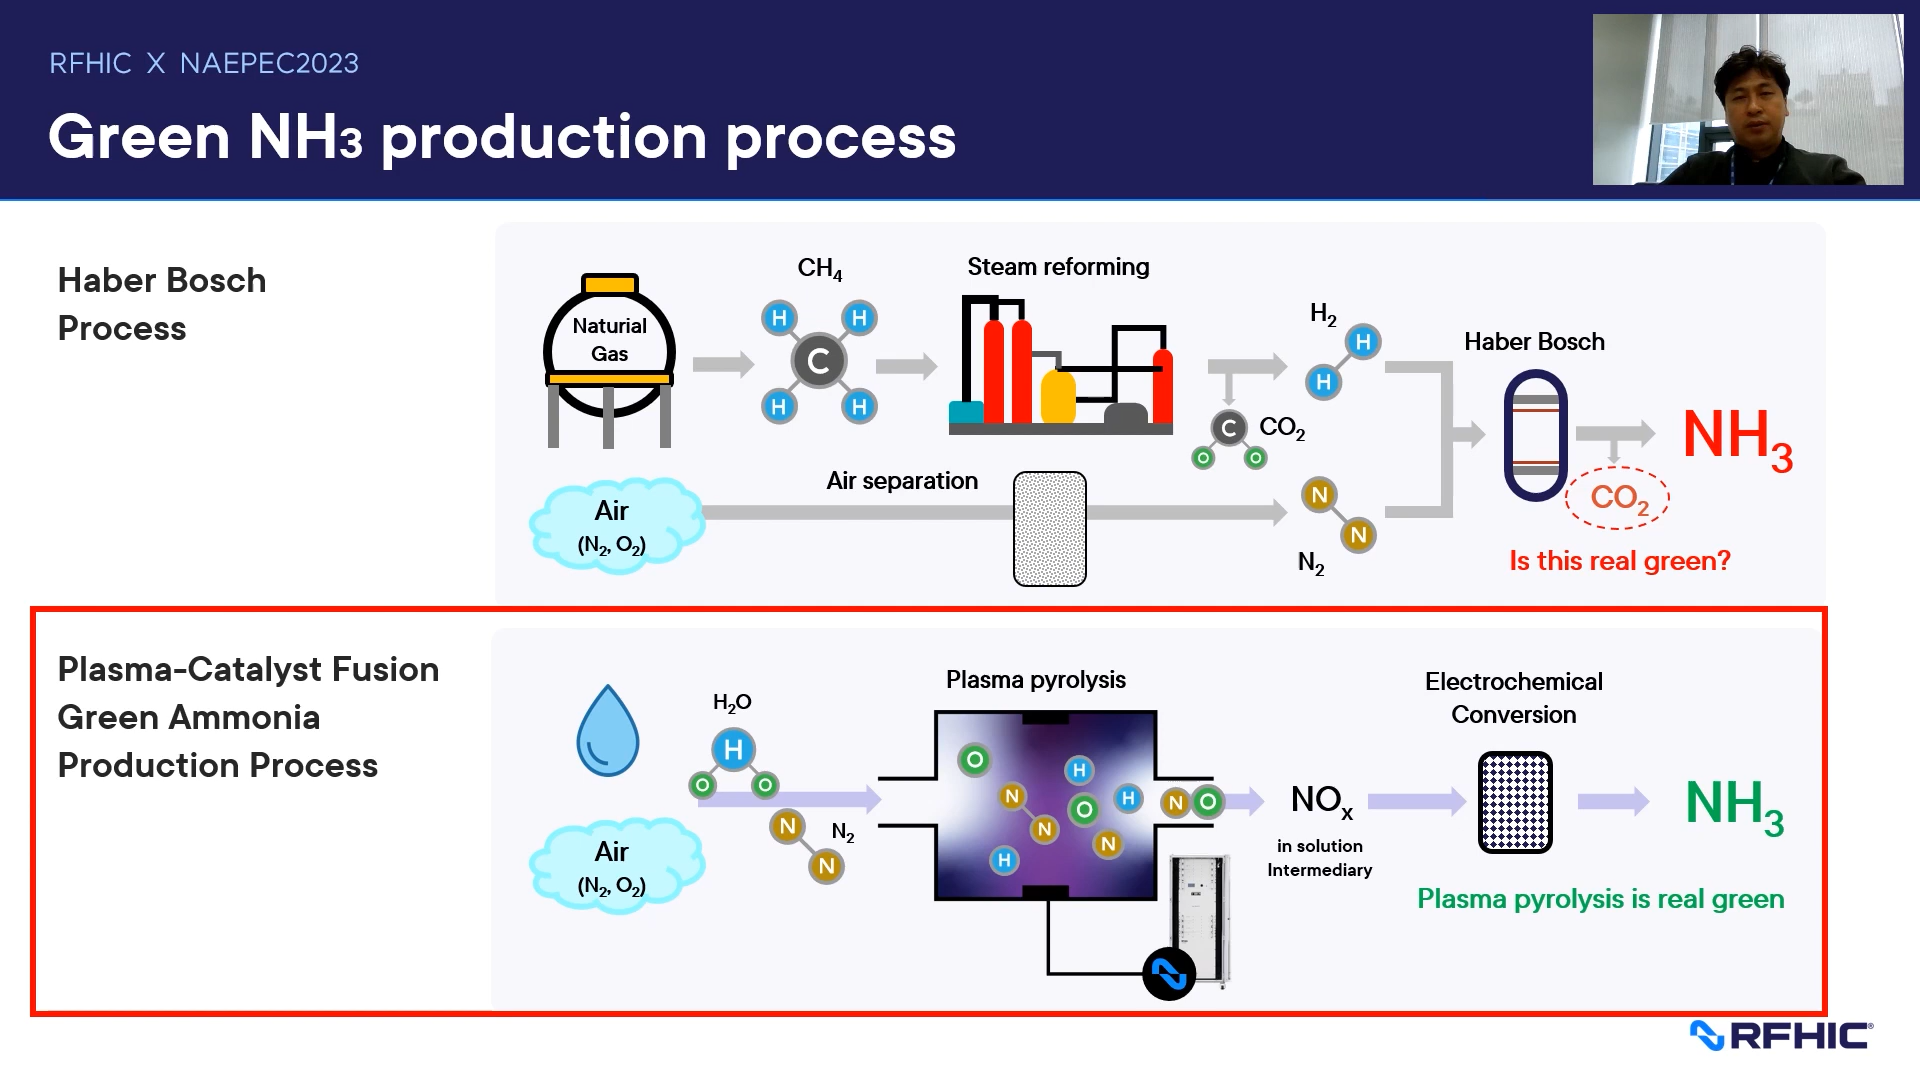 RFHIC X NAEPEC2023
Green NH3 production process
Haber Bosch
Process
Naturial
Gas
CH4
H
H
C
H
H
Steam reforming
H2
H
H
C
CO2
O
O
Haber Bosch
NH3
CO2
Is this real green?
Air
(N2, O2)
Air separation
N
N
N2
Plasma-Catalyst Fusion
Green Ammonia
Production Process
H2O
H
O
O
Air
(N2, O2)
N
N2
N
Plasma pyrolysis
O
H
N
H
O
N
N
H
N
O
NOx
in solution
Intermediary
Electrochemical
Conversion
NH3
Plasma pyrolysis is real green
RFHIC®